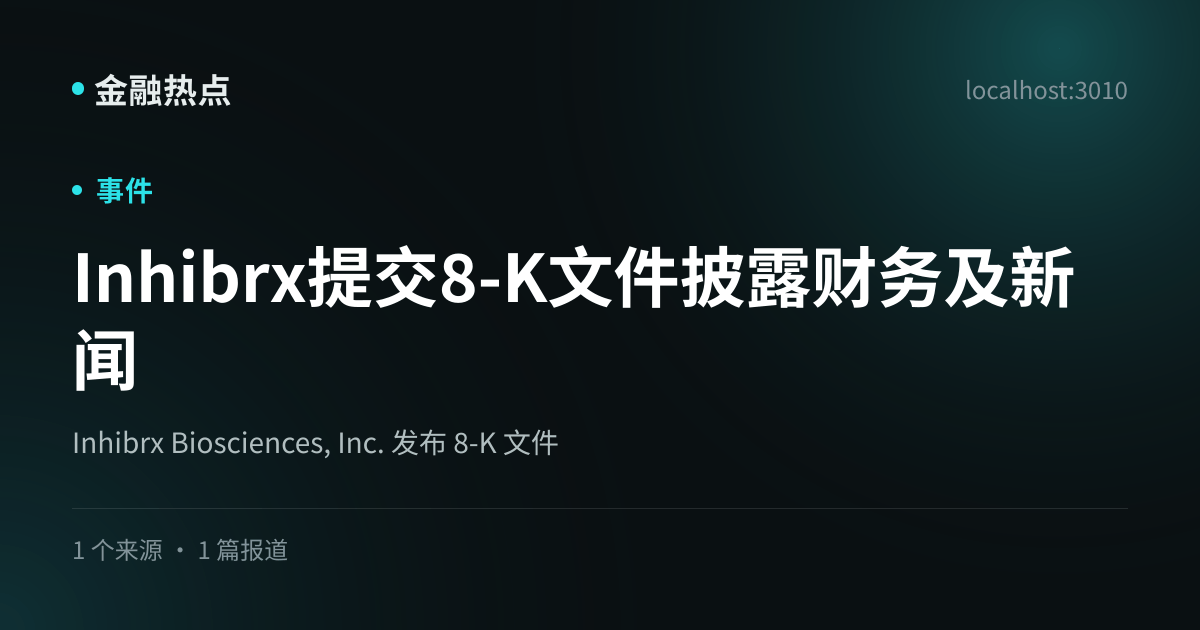 金融热点
localhost:3010
事件
Inhibrx提交8-K文件披露财务及新
闻
Inhibrx Biosciences, Inc. 发布 8-K 文件
1 个来源 · 1 篇报道